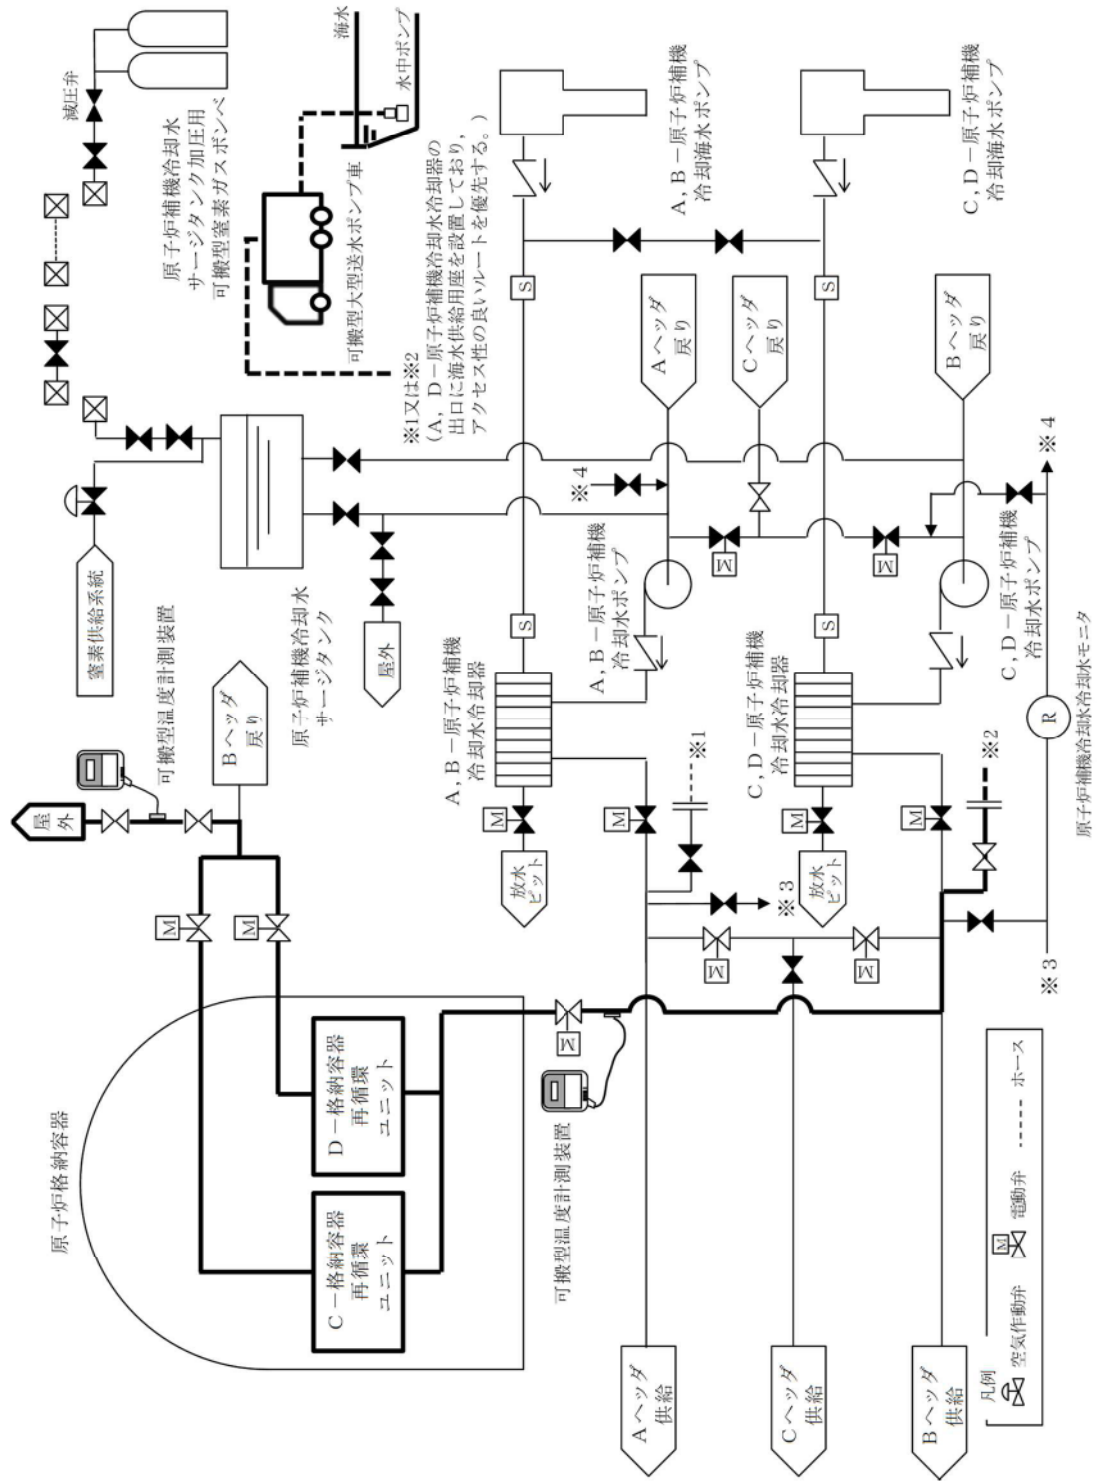 原子炉格納容器
C－格納容器
再循環
ユニット
D－格納容器
再循環
ユニット
M
M
屋外
可搬型温度計測装置
Bヘッダ
戻り
窒素供給系統
原子炉補機冷却水
サージタンク
屋外
減圧弁
原子炉補機冷却水
サージタンク加圧用
可搬型窒素ガスボンベ
海水
水中ポンプ
可搬型大型送水ポンプ車
※1又は※2
(A，D－原子炉補機冷却水冷却器の
出口に海水供給用座を設置しており，
アクセス性の良いルートを優先する。)
M
可搬型温度計測装置
放水
ピット
M
A，B－原子炉補機
冷却水冷却器
S
S
A，B－原子炉補機
冷却海水ポンプ
※4
A，B－原子炉補機
冷却水ポンプ
Aヘッダ
戻り
Aヘッダ
供給
M
※1
※3
M
M
M
Cヘッダ
戻り
Cヘッダ
供給
M
放水
ピット
M
C，D－原子炉補機
冷却水冷却器
S
S
C，D－原子炉補機
冷却海水ポンプ
Bヘッダ
供給
M
M
Bヘッダ
戻り
※2
C，D－原子炉補機
冷却水ポンプ
※3
R
※4
原子炉補機冷却水冷却水モニタ
凡例
空気作動弁
M
電動弁
ホース